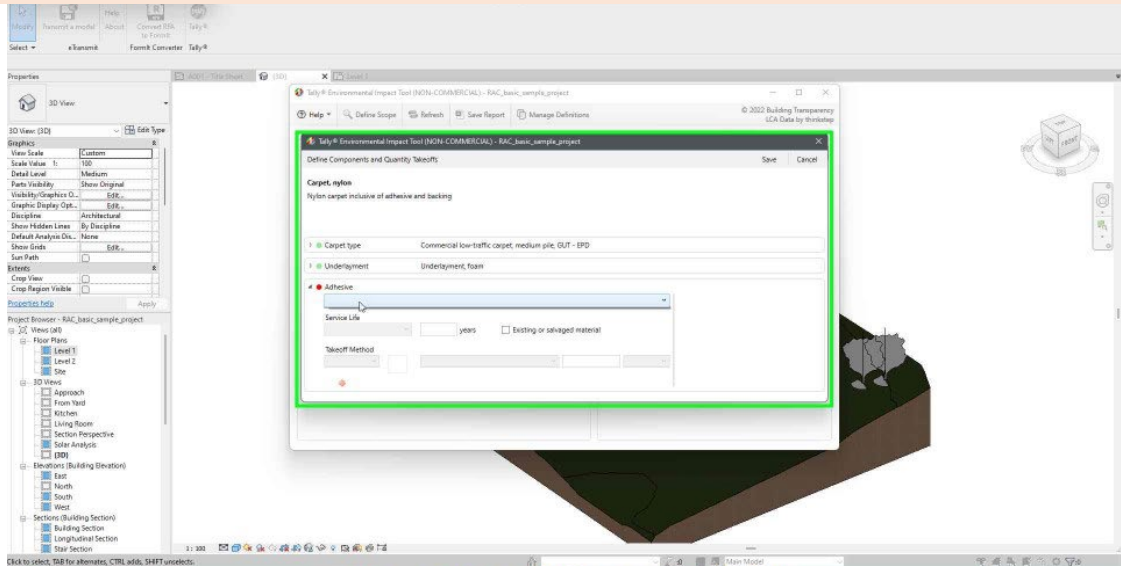 Modify
Transmit a model
Help
About
Convert RFA to FormIt
Tally®
Select
eTransmit
FormIt Converter
Tally®
Properties
A001 - Title Sheet
{3D}
Level 1
3D View
3D View: {3D}
Edit Type
Graphics
View Scale
Custom
Scale Value 1:
100
Detail Level
Medium
Parts Visibility
Show Original
Visibility/Graphics O...
Edit...
Graphic Display Opt...
Edit...
Discipline
Architectural
Show Hidden Lines
By Discipline
Default Analysis Dis...
None
Show Grids
Edit...
Sun Path
Extents
Crop View
Crop Region Visible
Properties help
Apply
Project Browser - RAC_basic_sample_project
Views (all)
Floor Plans
Level 1
Level 2
Site
3D Views
Approach
From Yard
Kitchen
Living Room
Section Perspective
Solar Analysis
{3D}
Elevations (Building Elevation)
East
North
South
West
Sections (Building Section)
Building Section
Longitudinal Section
Stair Section
Tally® Environmental Impact Tool (NON-COMMERCIAL) - RAC_basic_sample_project
Help
Define Scope
Refresh
Save Report
Manage Definitions
© 2022 Building Transparency
LCA Data by thinkstep
Tally® Environmental Impact Tool (NON-COMMERCIAL) - RAC_basic_sample_project
Define Components and Quantity Takeoffs
Save
Cancel
Carpet, nylon
Nylon carpet inclusive of adhesive and backing
Carpet type
Commercial low-traffic carpet, medium pile, GUT - EPD
Underlayment
Underlayment, foam
Adhesive
Service Life
years
Existing or salvaged material
Takeoff Method
FRONT
1 : 100
Click to select, TAB for alternates, CTRL adds, SHIFT unselects.
:0
Main Model
:0